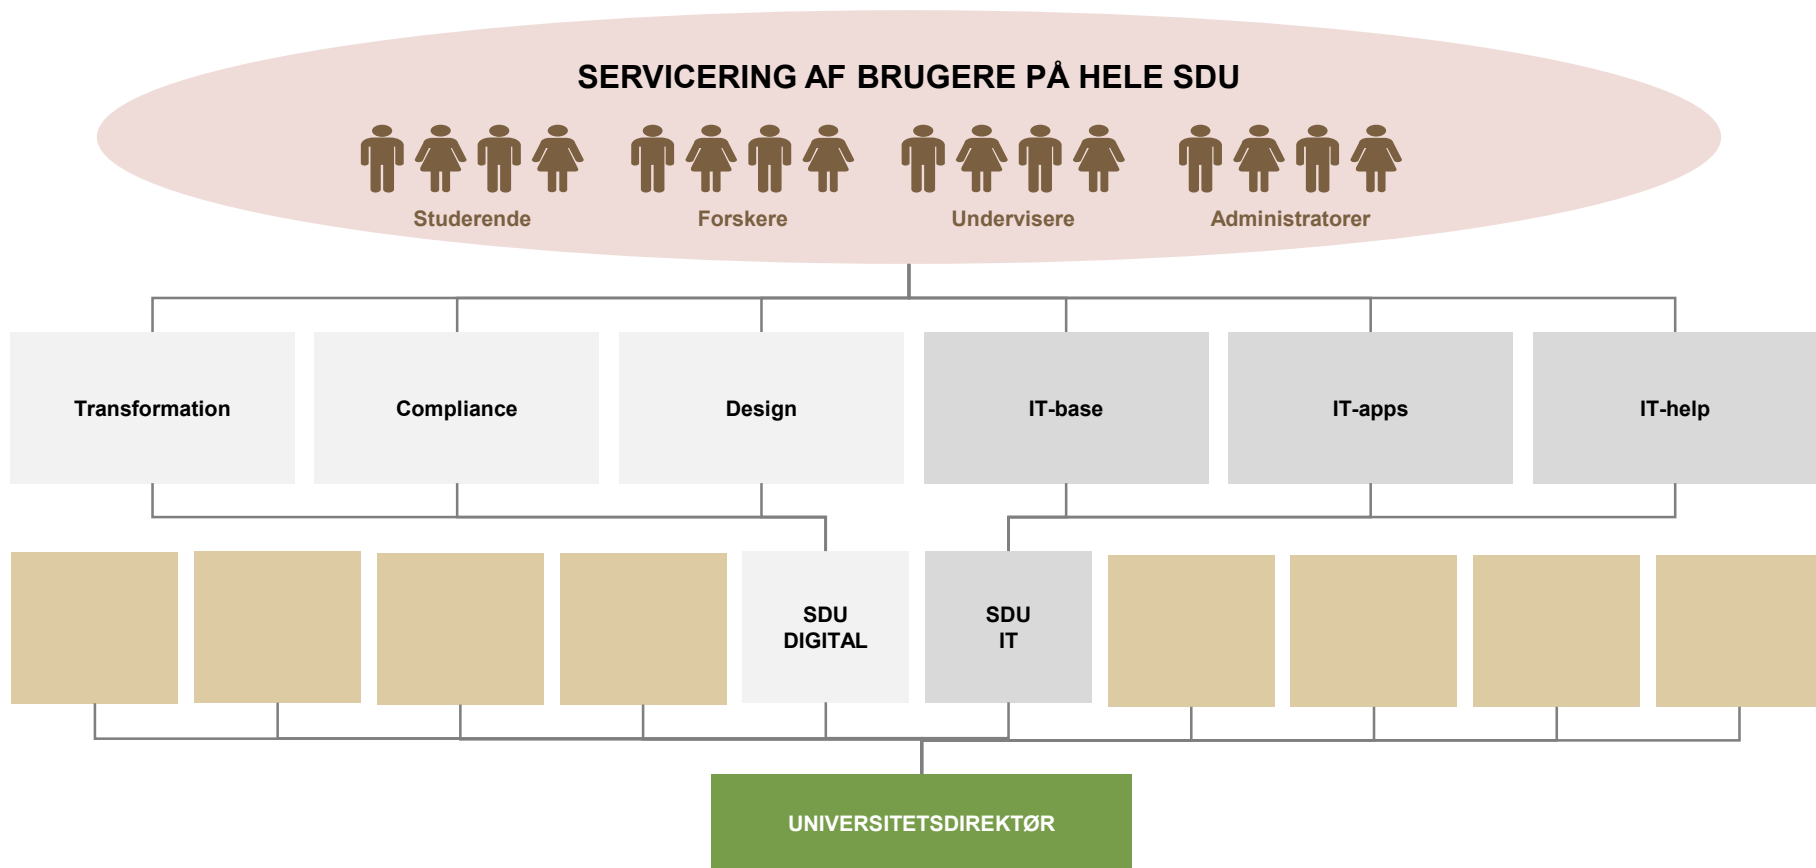 SERVICERING AF BRUGERE PÅ HELE SDU
Studerende
Forskere
Undervisere
Administratorer
Transformation
Compliance
Design
IT-base
IT-apps
IT-help
SDU
DIGITAL
SDU
IT
UNIVERSITETSDIREKTØR